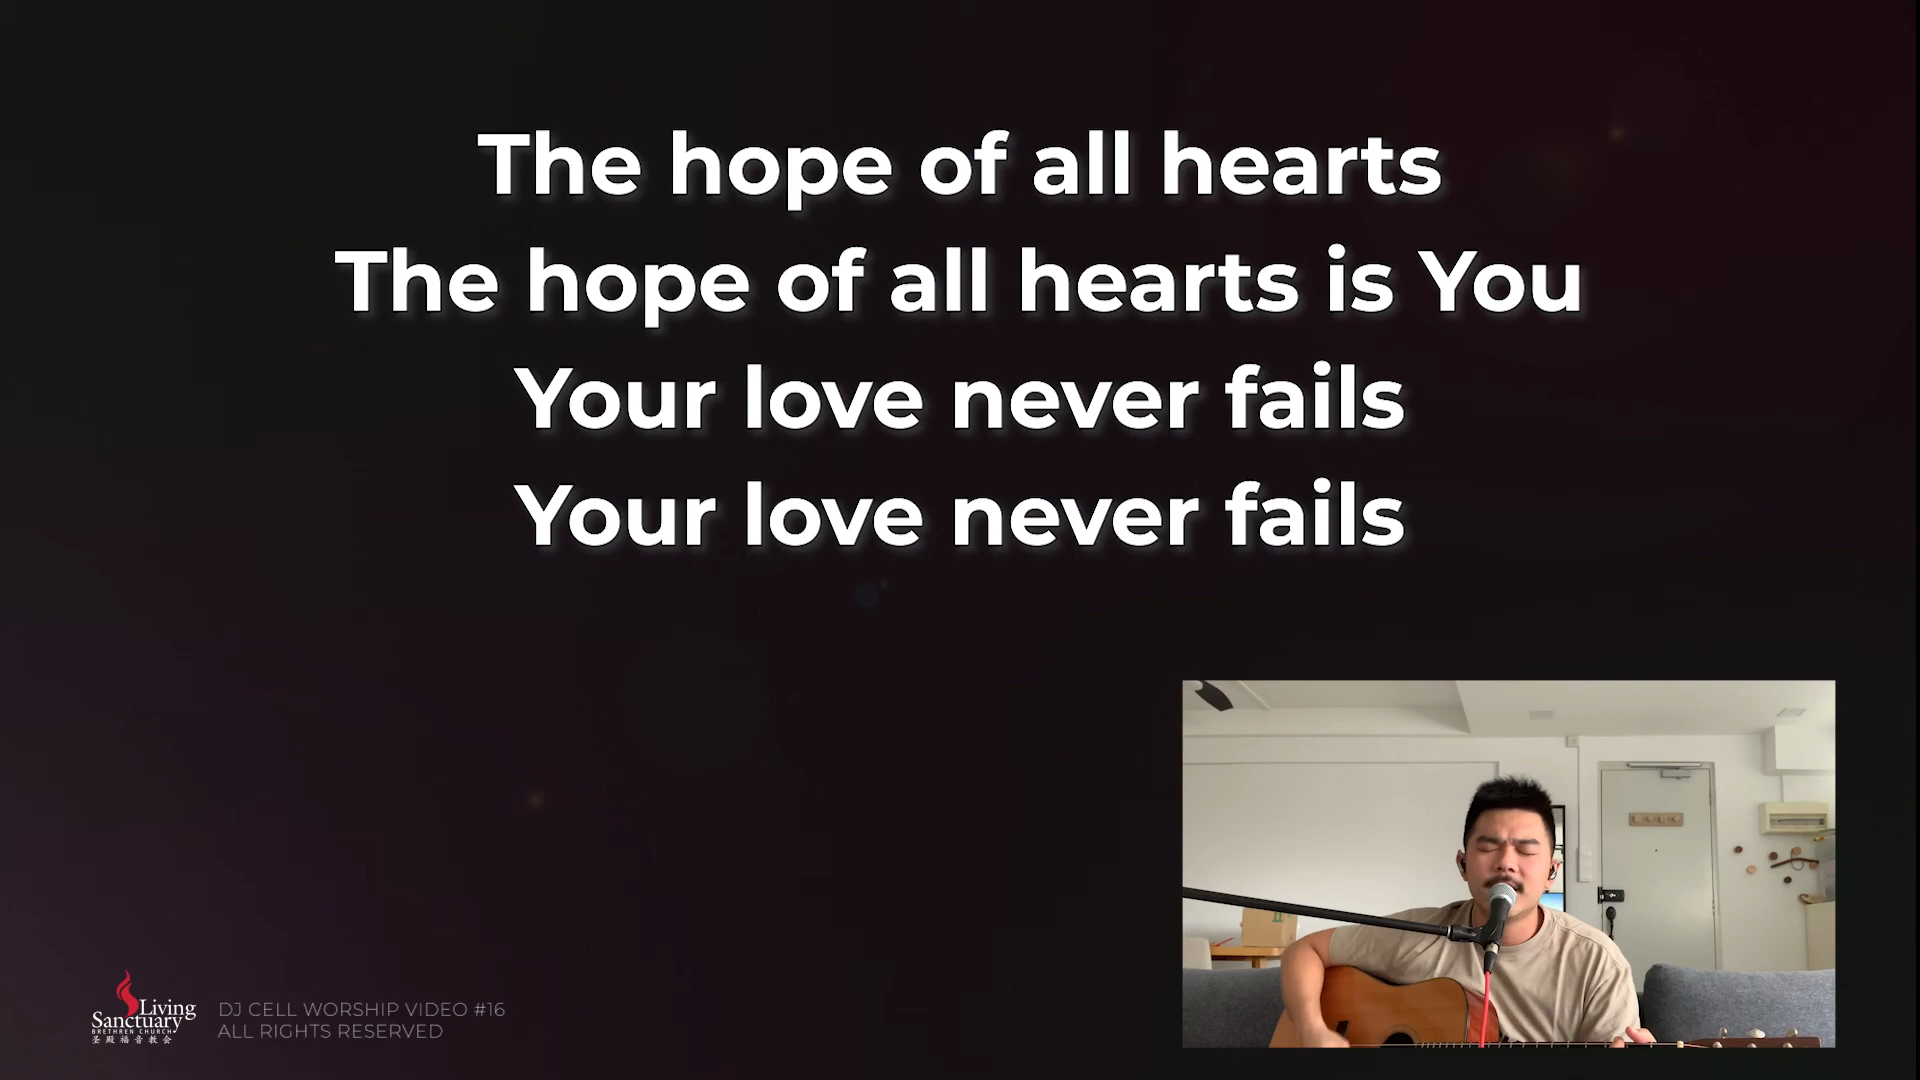 The hope of all hearts
The hope of all hearts is You
Your love never fails
Your love never fails
Living
Sanctuary
BRETHREN CHURCH
圣殿福音教会
DJ CELL WORSHIP VIDEO #16
ALL RIGHTS RESERVED